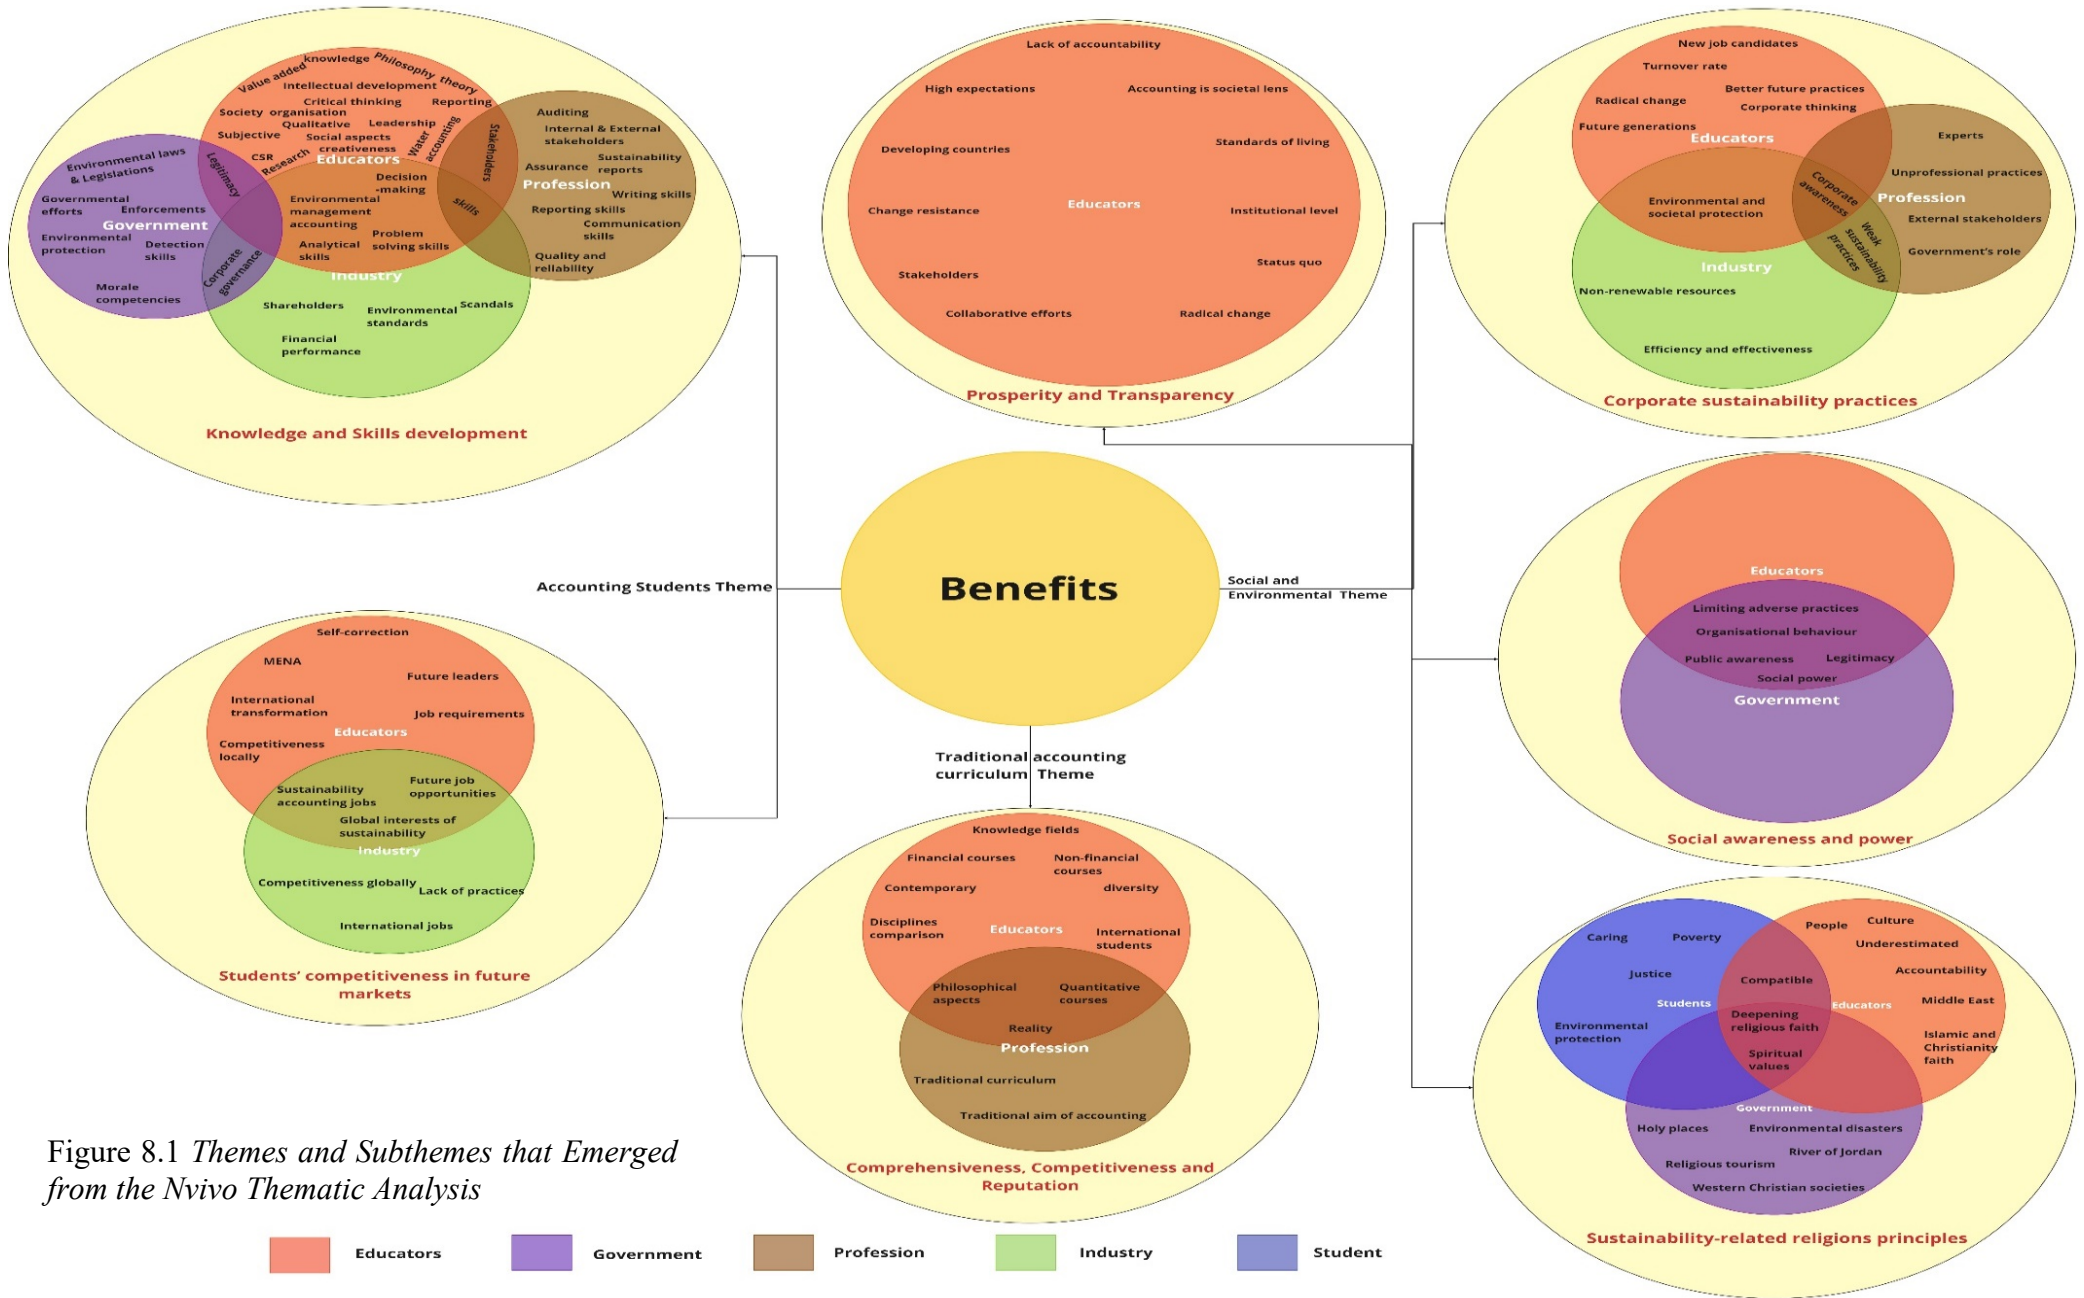 knowledge
Philosophy theory
Value added
Intellectual development
Critical thinking
Reporting
Society organisation
Qualitative
Leadership
Subjective
Social aspects
creativeness
Water
accounting
CSR
Research
Educators
Stakeholders
Legitimacy
Auditing
Internal & External
stakeholders
Assurance
Sustainability
reports
Profession
Writing skills
Reporting skills
Communication
skills
Quality and
reliability
skills
Environmental laws
& Legislations
Governmental
efforts
Enforcements
Government
Environmental
protection
Detection
skills
Morale
competencies
Corporate
governance
Decision
-making
Environmental
management
accounting
Problem
solving skills
Analytical
skills
Industry
Shareholders
Environmental
standards
Scandals
Financial
performance
Knowledge and Skills development
Lack of accountability
High expectations
Accounting is societal lens
Developing countries
Standards of living
Educators
Change resistance
Institutional level
Stakeholders
Status quo
Collaborative efforts
Radical change
Prosperity and Transparency
New job candidates
Turnover rate
Better future practices
Radical change
Corporate thinking
Future generations
Educators
Experts
Unprofessional practices
Corporate
awareness
Profession
Environmental and
societal protection
External stakeholders
Weak
sustainability
practices
Government's role
Industry
Non-renewable resources
Efficiency and effectiveness
Corporate sustainability practices
Accounting Students Theme
Benefits
Social and
Environmental Theme
Traditional accounting
curriculum Theme
Educators
Limiting adverse practices
Organisational behaviour
Public awareness
Legitimacy
Social power
Government
Social awareness and power
Self-correction
MENA
Future leaders
International
transformation
Job requirements
Educators
Competitiveness
locally
Sustainability
accounting jobs
Future job
opportunities
Global interests of
sustainability
Industry
Competitiveness globally
Lack of practices
International jobs
Students' competitiveness in future
markets
Knowledge fields
Financial courses
Non-financial
courses
Contemporary
diversity
Disciplines
comparison
Educators
International
students
Philosophical
aspects
Quantitative
courses
Reality
Profession
Traditional curriculum
Traditional aim of accounting
Comprehensiveness, Competitiveness and
Reputation
Caring
Poverty
Justice
Students
Environmental
protection
Compatible
People
Culture
Underestimated
Accountability
Educators
Middle East
Islamic and
Christianity
faith
Deepening
religious faith
Spiritual
values
Government
Holy places
Environmental disasters
River of Jordan
Religious tourism
Western Christian societies
Sustainability-related religions principles
Figure 8.1 Themes and Subthemes that Emerged
from the Nvivo Thematic Analysis
Educators
Government
Profession
Industry
Student